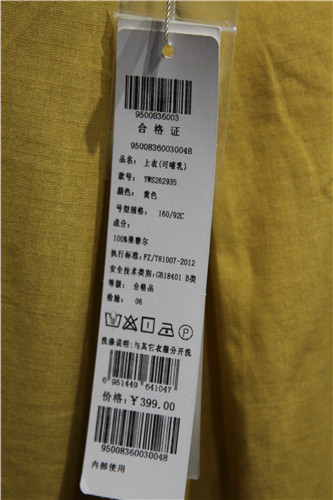 9500836003
合格证
95008360030048
品名: 上衣(可哺乳)
款号: YWS262935
颜色: 黄色
号型规格: 160/92C
成分:
100%莱赛尔
执行标准: FZ/T81007-2012
安全技术类别: GB18401 B类
等级: 合格品
检验: 06
P
洗涤说明: 与其它衣服分开洗
6 951449 641047
价格: ¥399.00
95008360030048
内部使用